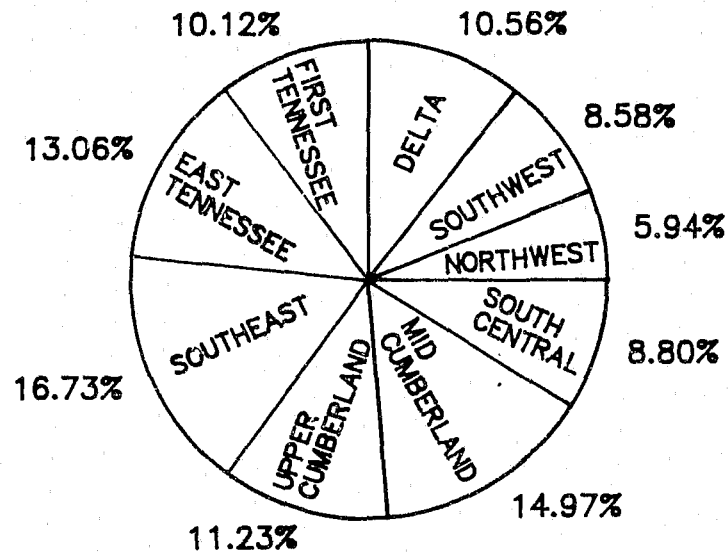 10.12%
10.56%
FIRST
TENNESSEE
DELTA
8.58%
13.06%
EAST
TENNESSEE
SOUTHWEST
5.94%
NORTHWEST
SOUTH
CENTRAL
8.80%
SOUTHEAST
MID
CUMBERLAND
16.73%
UPPER
CUMBERLAND
14.97%
11.23%